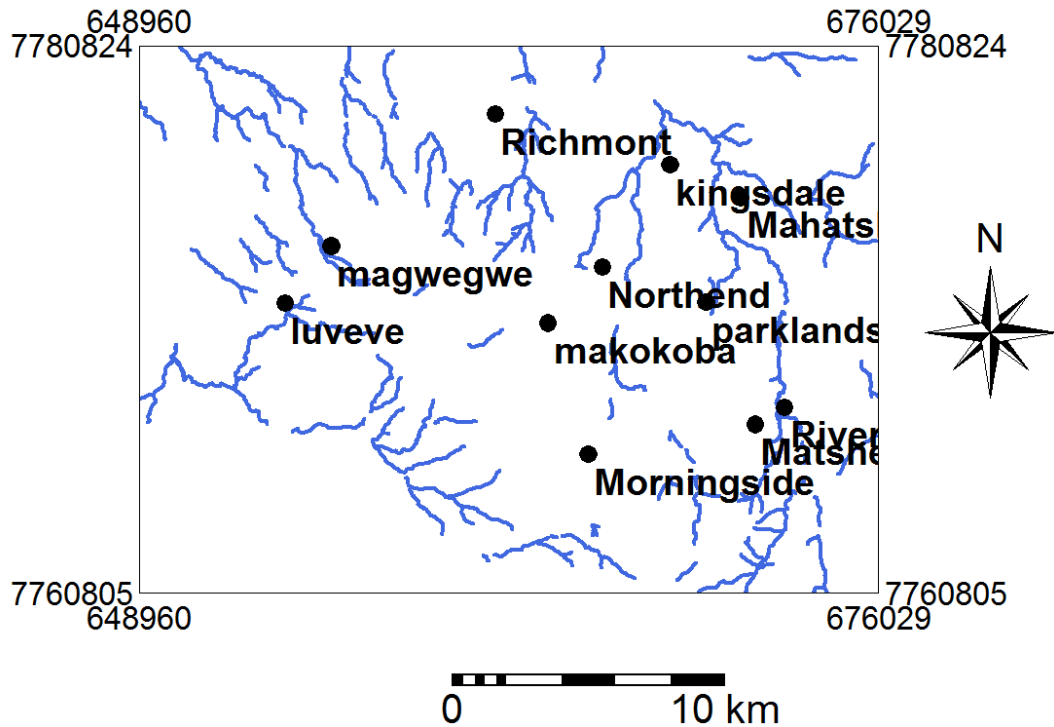 648960 676029
7780824 7780824
Richmont
kingsdale
Mahats
N
magwegwe
Northend
luveve
parklands
makokoba
River
Matshe
Morningside
7760805 7760805
648960 676029
0 10 km